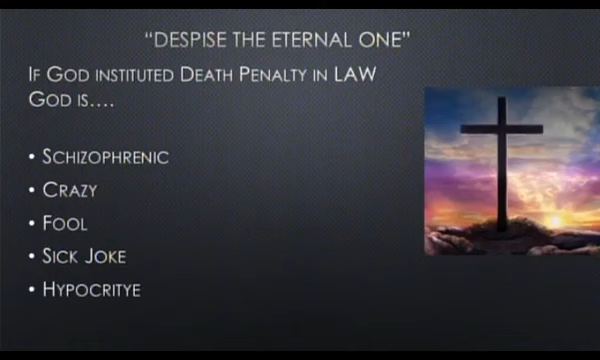 “DESPISE THE ETERNAL ONE”
IF GOD INSTITUTED DEATH PENALTY IN LAW
GOD IS….
• SCHIZOPHRENIC
• CRAZY
• FOOL
• SICK JOKE
• HYPOCRITYE